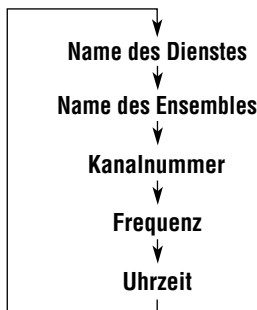 Name des Dienstes
Name des Ensembles
Kanalnummer
Frequenz
Uhrzeit